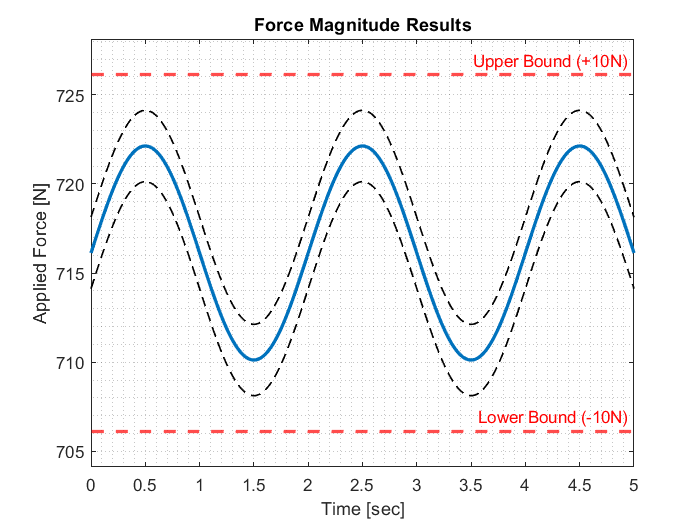 Force Magnitude Results
Upper Bound (+10N)
725
720
715
710
705
Applied Force [N]
Lower Bound (-10N)
0 0.5 1 1.5 2 2.5 3 3.5 4 4.5 5
Time [sec]